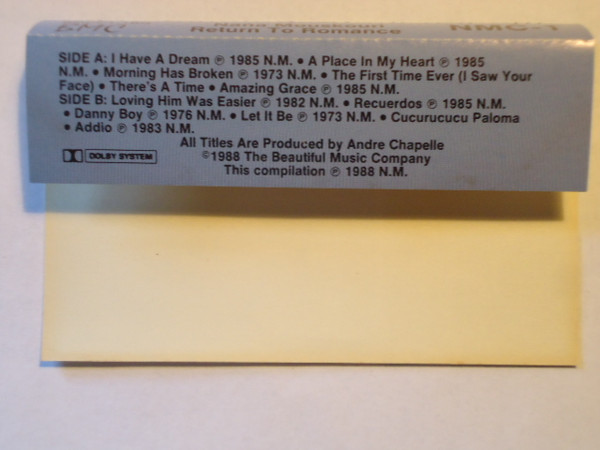 BMC Nana Mouskouri NMC-1
Return To Romance
SIDE A: I Have A Dream ℗ 1985 N.M. • A Place In My Heart ℗ 1985
N.M. • Morning Has Broken ℗ 1973 N.M. • The First Time Ever (I Saw Your
Face) • There's A Time • Amazing Grace ℗ 1985 N.M.
SIDE B: Loving Him Was Easier ℗ 1982 N.M. • Recuerdos ℗ 1985 N.M.
• Danny Boy ℗ 1976 N.M. • Let It Be ℗ 1973 N.M. • Cucurucucu Paloma
• Addio ℗ 1983 N.M.
All Titles Are Produced by Andre Chapelle
©1988 The Beautiful Music Company
This compilation ℗ 1988 N.M.
DOLBY SYSTEM